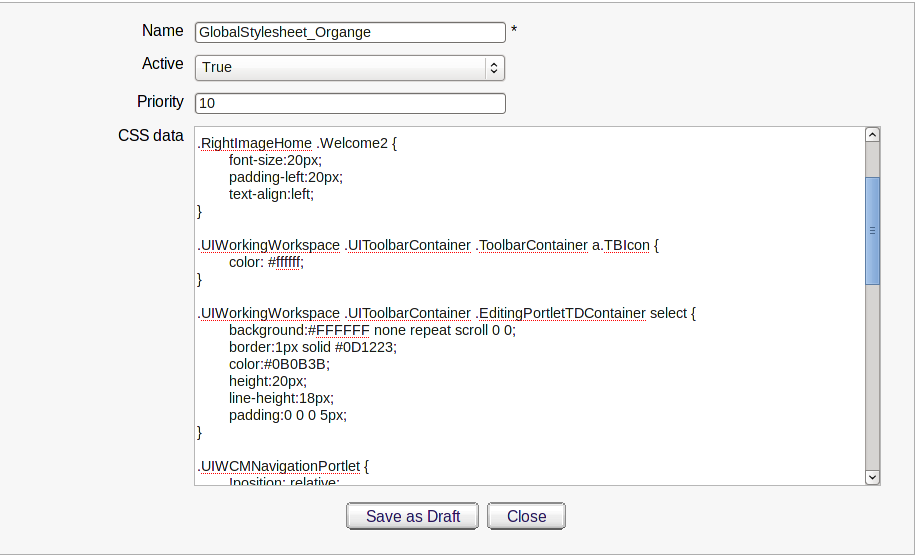 Name GlobalStylesheet_Organge *
Active True
Priority 10
CSS data
.RightImageHome .Welcome2 {
font-size:20px;
padding-left:20px;
text-align:left;
}
.UIWorkingWorkspace .UIToolbarContainer .ToolbarContainer a.TBIcon {
color: #ffffff;
}
.UIWorkingWorkspace .UIToolbarContainer .EditingPortletTDContainer select {
background:#FFFFFF none repeat scroll 0 0;
border:1px solid #0D1223;
color:#0B0B3B;
height:20px;
line-height:18px;
padding:0 0 0 5px;
}
.UIWCMNavigationPortlet {
!position: relative;
Save as Draft Close